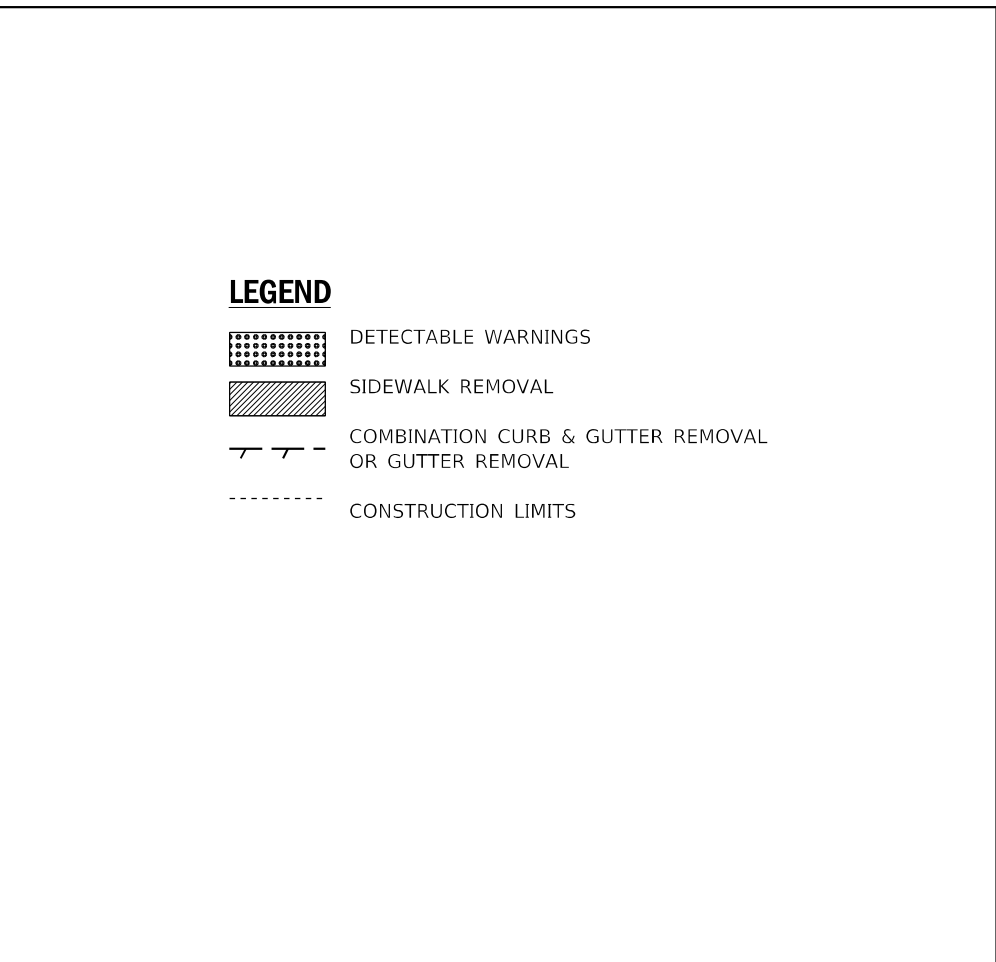 LEGEND
DETECTABLE WARNINGS
SIDEWALK REMOVAL
COMBINATION CURB & GUTTER REMOVAL
OR GUTTER REMOVAL
CONSTRUCTION LIMITS